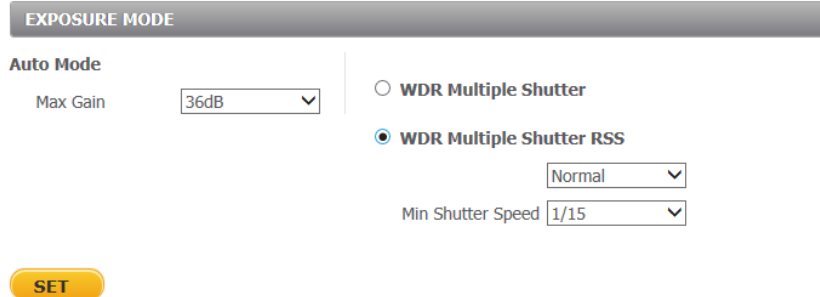 EXPOSURE MODE
Auto Mode
Max Gain 36dB
WDR Multiple Shutter
WDR Multiple Shutter RSS
Normal
Min Shutter Speed 1/15
SET